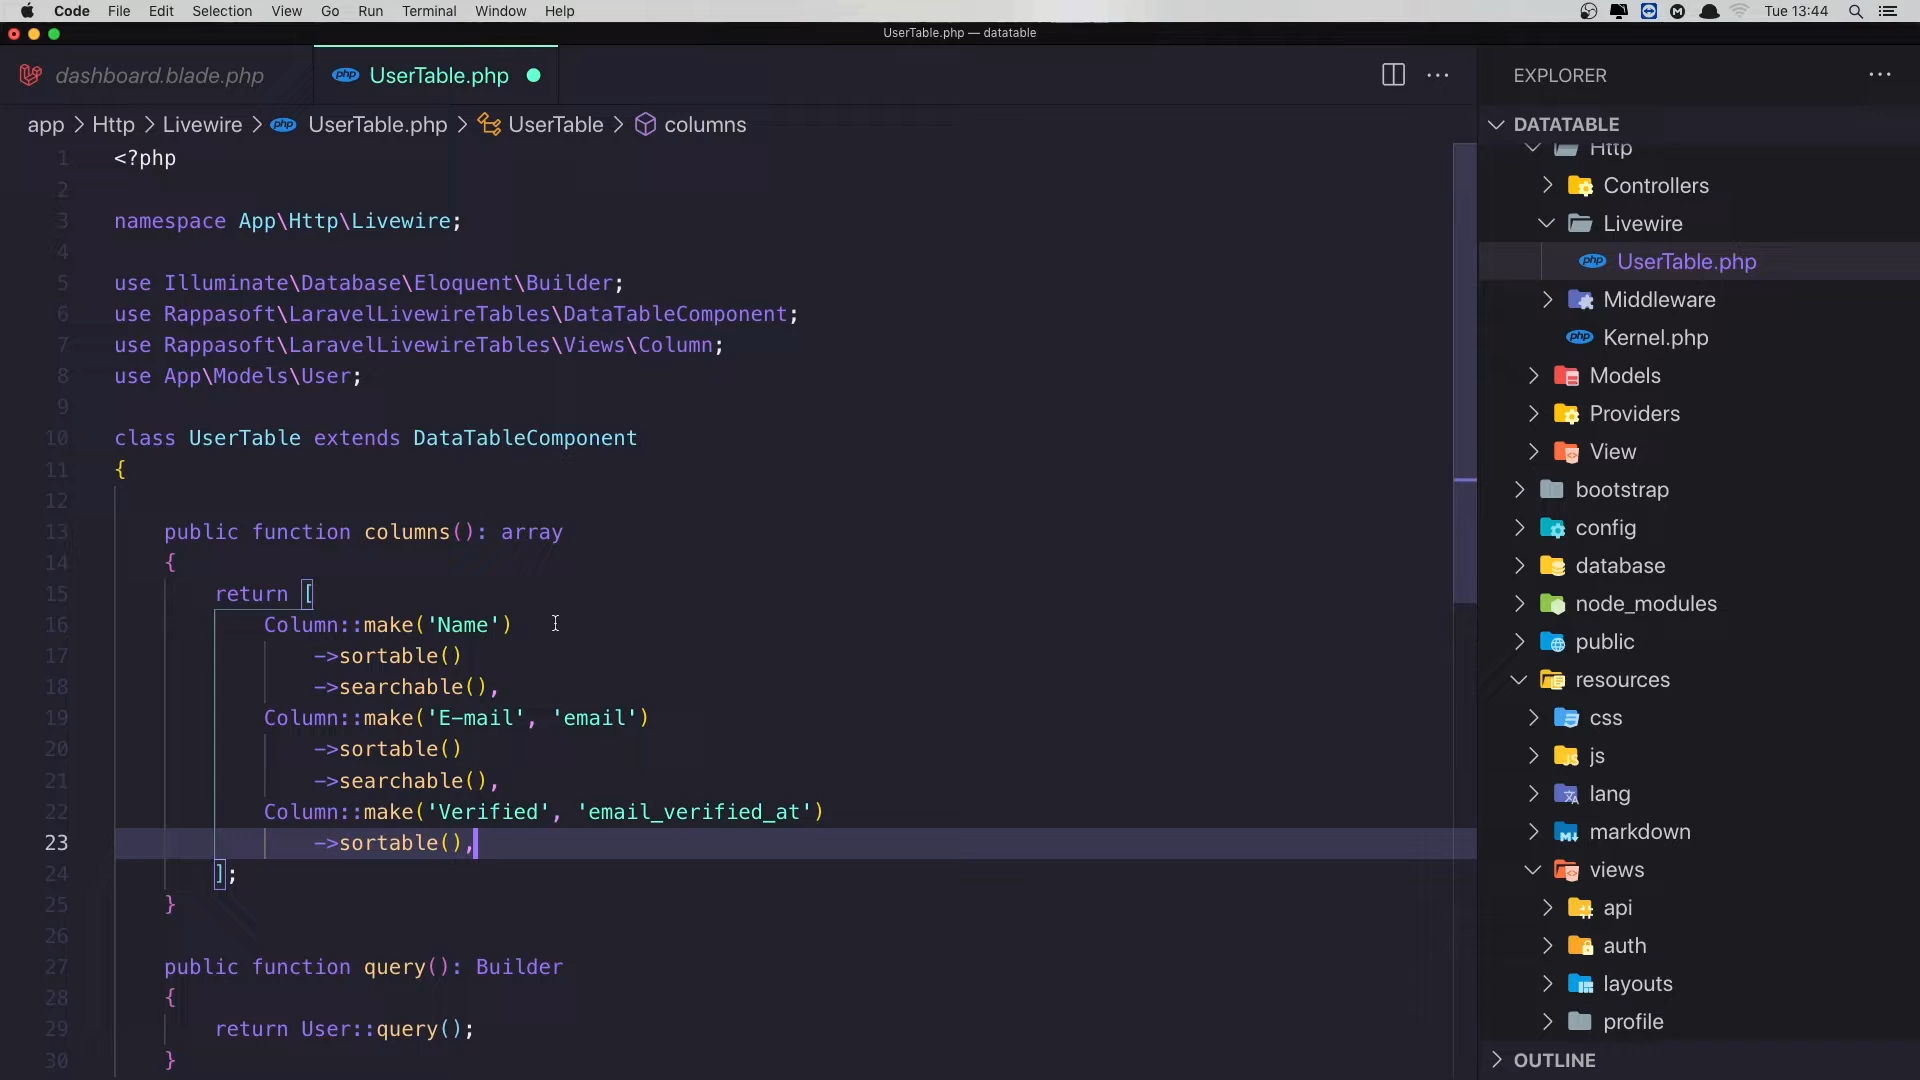 Code File Edit Selection View Go Run Terminal Window Help Tue 13:44
UserTable.php — datatable
dashboard.blade.php
php UserTable.php
app > Http > Livewire > php UserTable.php > UserTable > columns
1 <?php
2
3 namespace App\Http\Livewire;
4
5 use Illuminate\Database\Eloquent\Builder;
6 use Rappasoft\LaravelLivewireTables\DataTableComponent;
7 use Rappasoft\LaravelLivewireTables\Views\Column;
8 use App\Models\User;
9
10 class UserTable extends DataTableComponent
11 {
12
13 public function columns(): array
14 {
15 return [
16 Column::make('Name')
17 ->sortable()
18 ->searchable(),
19 Column::make('E-mail', 'email')
20 ->sortable()
21 ->searchable(),
22 Column::make('Verified', 'email_verified_at')
23 ->sortable(),
24 ];
25 }
26
27 public function query(): Builder
28 {
29 return User::query();
30 }
EXPLORER
DATATABLE
Http
Controllers
Livewire
php UserTable.php
Middleware
php Kernel.php
Models
Providers
View
bootstrap
config
database
node_modules
public
resources
css
js
lang
markdown
views
api
auth
layouts
profile
OUTLINE